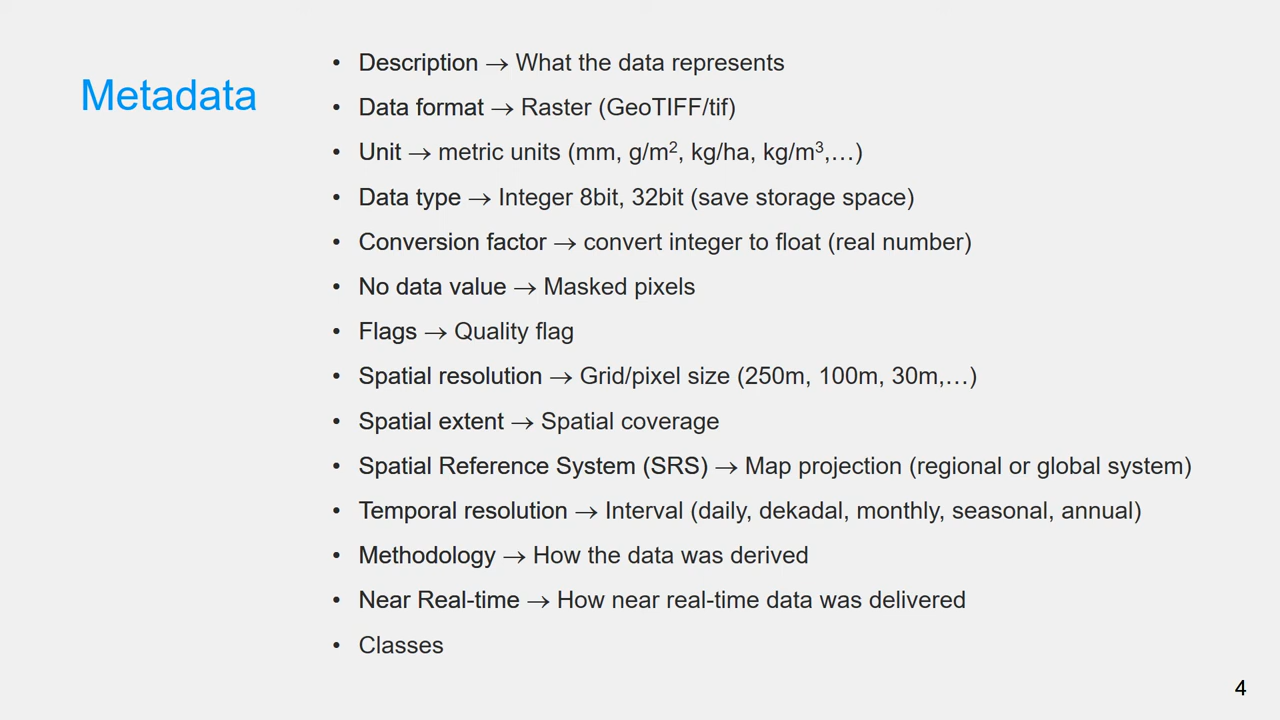 Metadata
• Description → What the data represents
• Data format → Raster (GeoTIFF/tif)
• Unit → metric units (mm, g/m², kg/ha, kg/m³,…)
• Data type → Integer 8bit, 32bit (save storage space)
• Conversion factor → convert integer to float (real number)
• No data value → Masked pixels
• Flags → Quality flag
• Spatial resolution → Grid/pixel size (250m, 100m, 30m,…)
• Spatial extent → Spatial coverage
• Spatial Reference System (SRS) → Map projection (regional or global system)
• Temporal resolution → Interval (daily, dekadal, monthly, seasonal, annual)
• Methodology → How the data was derived
• Near Real-time → How near real-time data was delivered
• Classes
4